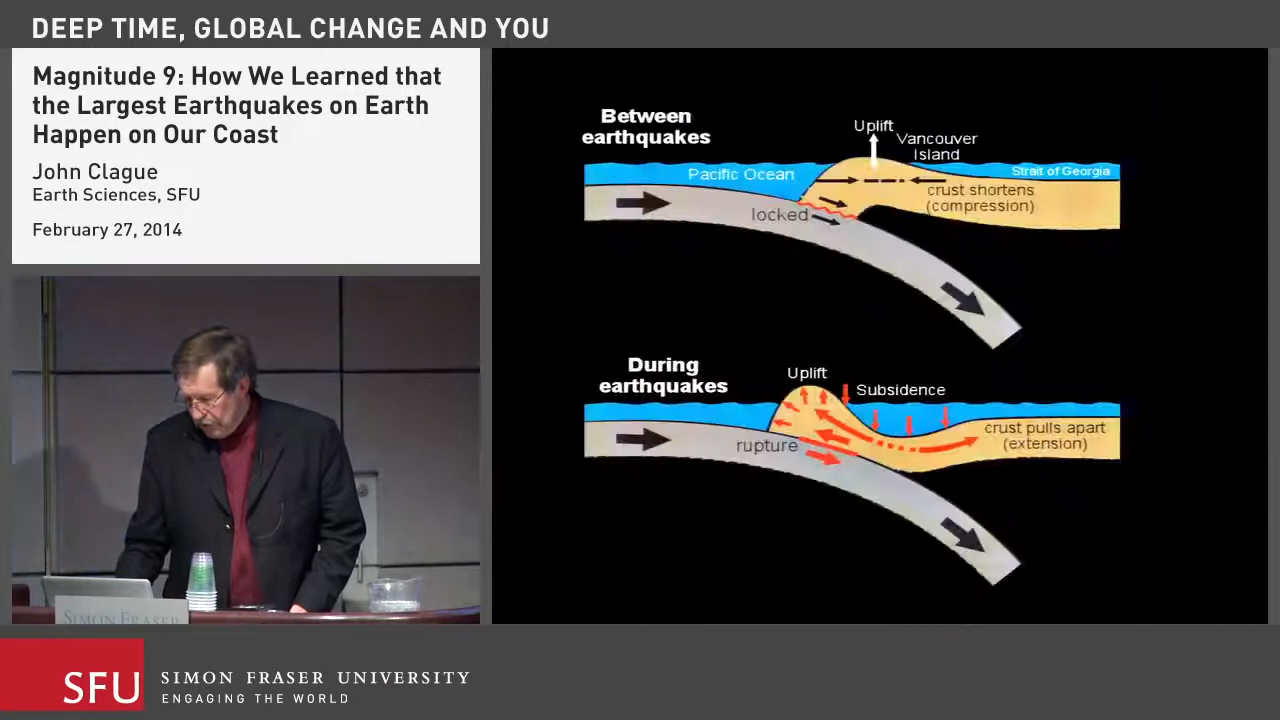 DEEP TIME, GLOBAL CHANGE AND YOU
Magnitude 9: How We Learned that
the Largest Earthquakes on Earth
Happen on Our Coast
John Clague
Earth Sciences, SFU
February 27, 2014
Between
earthquakes
Uplift
Vancouver
Island
Pacific Ocean
Strait of Georgia
crust shortens
(compression)
locked
During
earthquakes
Uplift
Subsidence
crust pulls apart
(extension)
rupture
SIMON FRASER
SFU
SIMON FRASER UNIVERSITY
ENGAGING THE WORLD